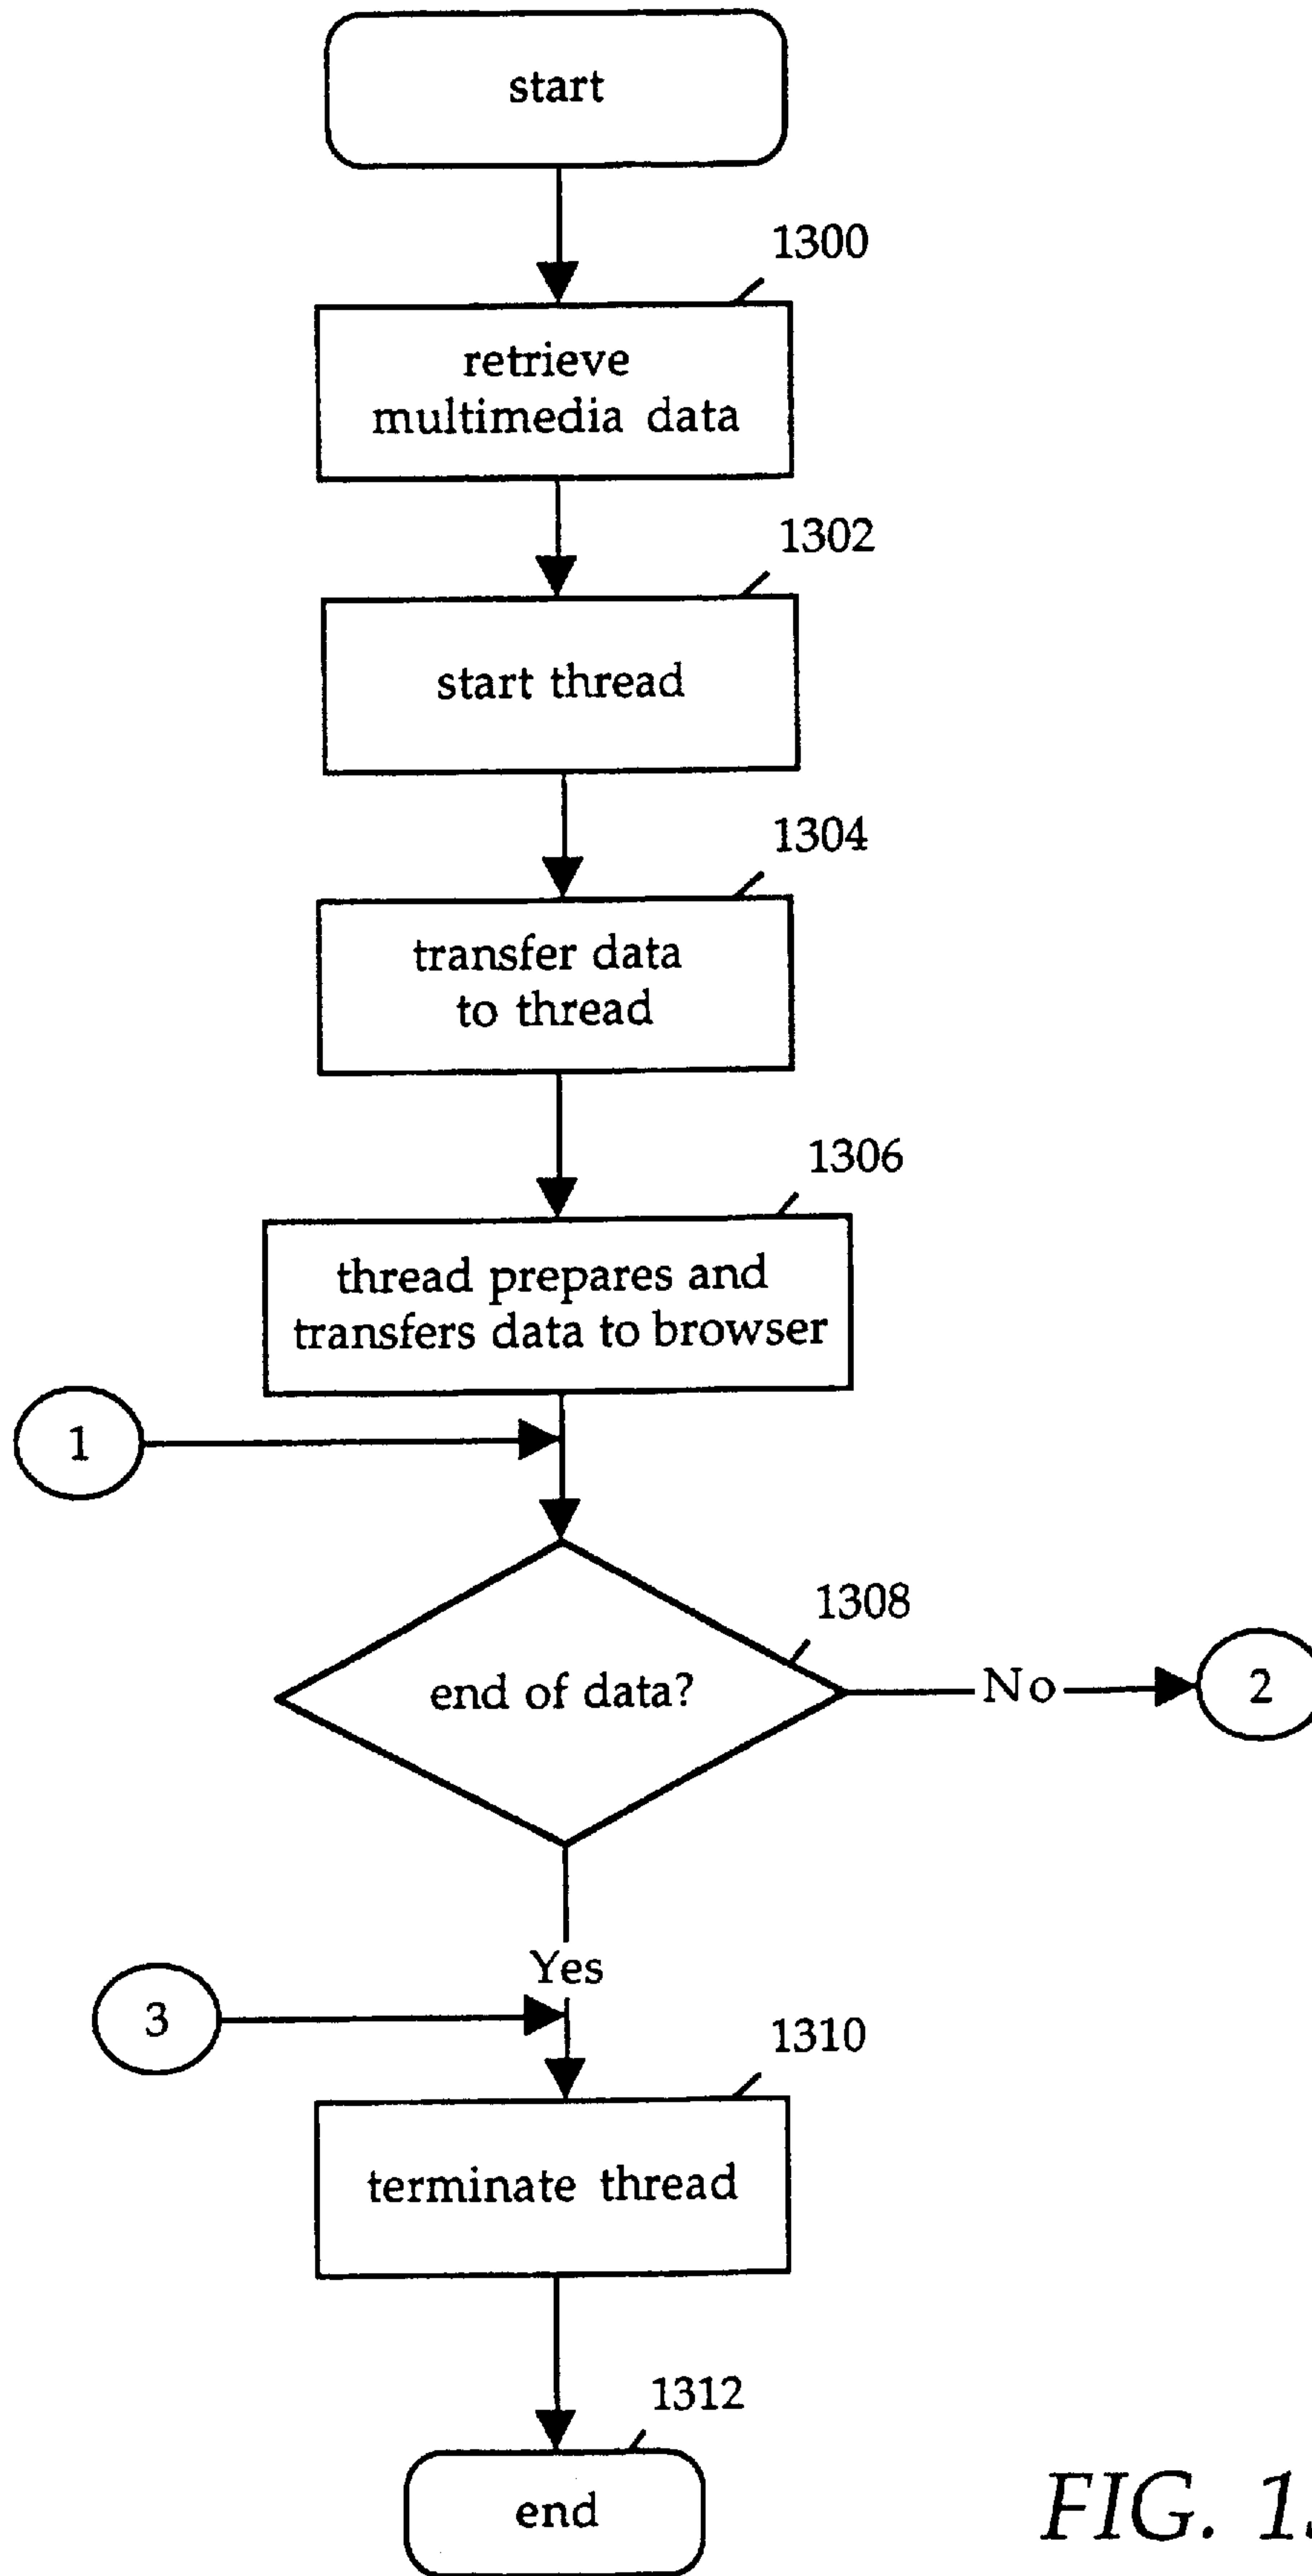 start
1300
retrieve
multimedia data
1302
start thread
1304
transfer data
to thread
1306
thread prepares and
transfers data to browser
1
1308
end of data?
No
2
Yes
3
1310
terminate thread
1312
end
FIG.